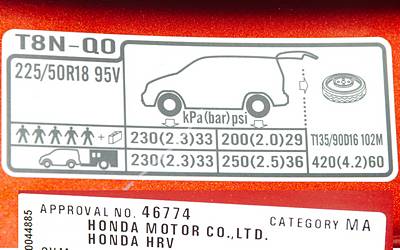 T8N-Q0
225/50R18 95V
kPa(bar)psi
+
230(2.3)33 200(2.0)29 T135/90D16 102M
230(2.3)33 250(2.5)36 420(4.2)60
0044885
APPROVAL NO. 46774
HONDA MOTOR CO.,LTD. CATEGORY MA
HONDA HRV